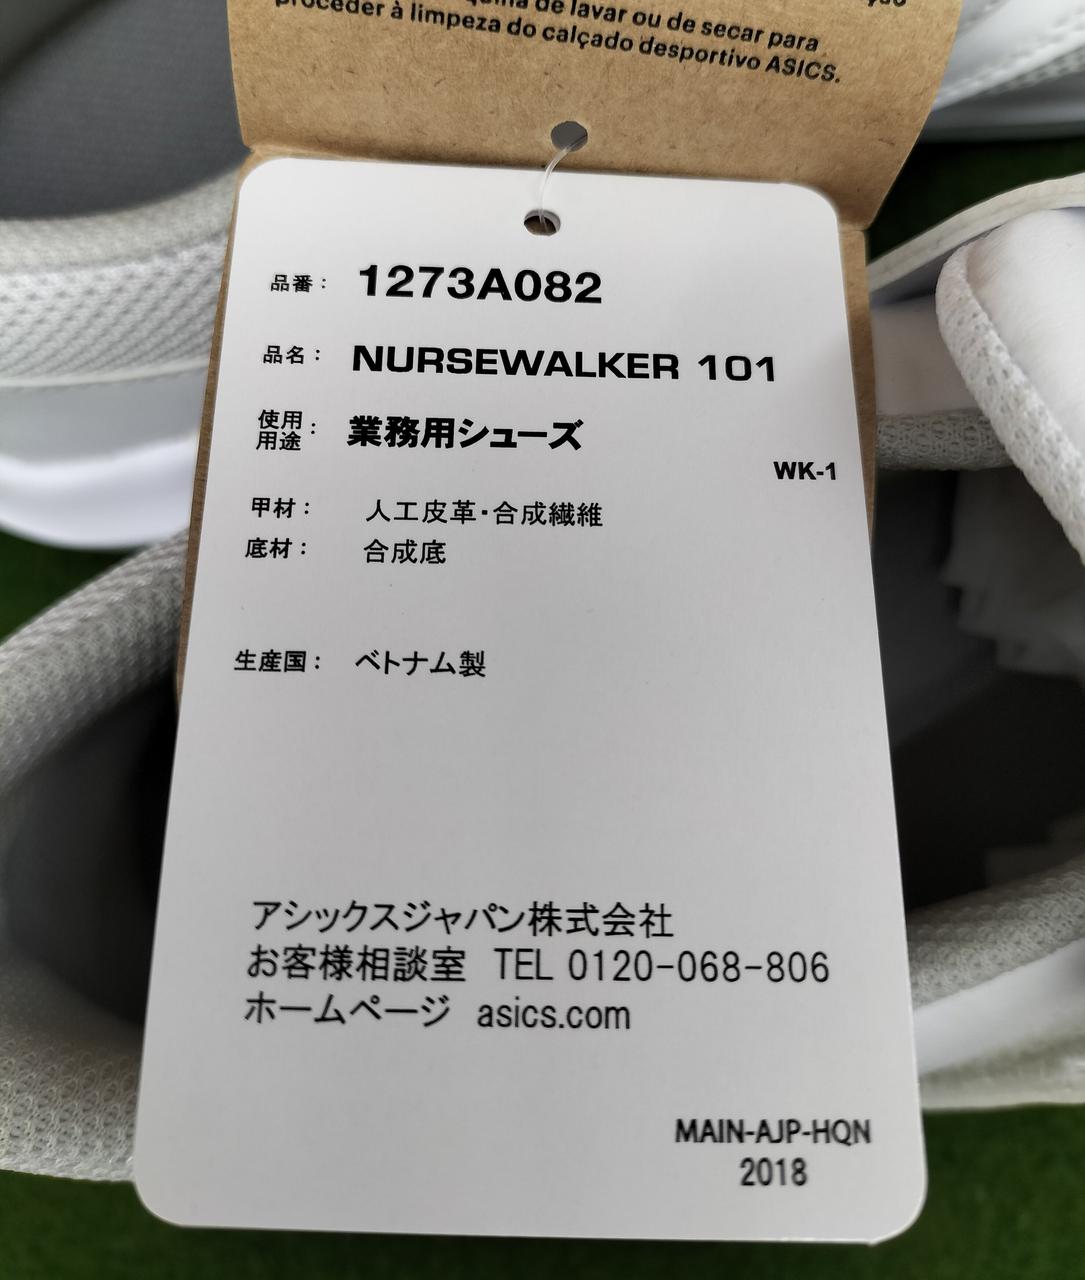 de lavar ou de secar para
proceder à limpeza do calçado desportivo ASICS.
品番： 1273A082
品名： NURSEWALKER 101
使用用途： 業務用シューズ
WK-1
甲材： 人工皮革・合成繊維
底材： 合成底
生産国： ベトナム製
アシックスジャパン株式会社
お客様相談室 TEL 0120-068-806
ホームページ asics.com
MAIN-AJP-HQN
2018